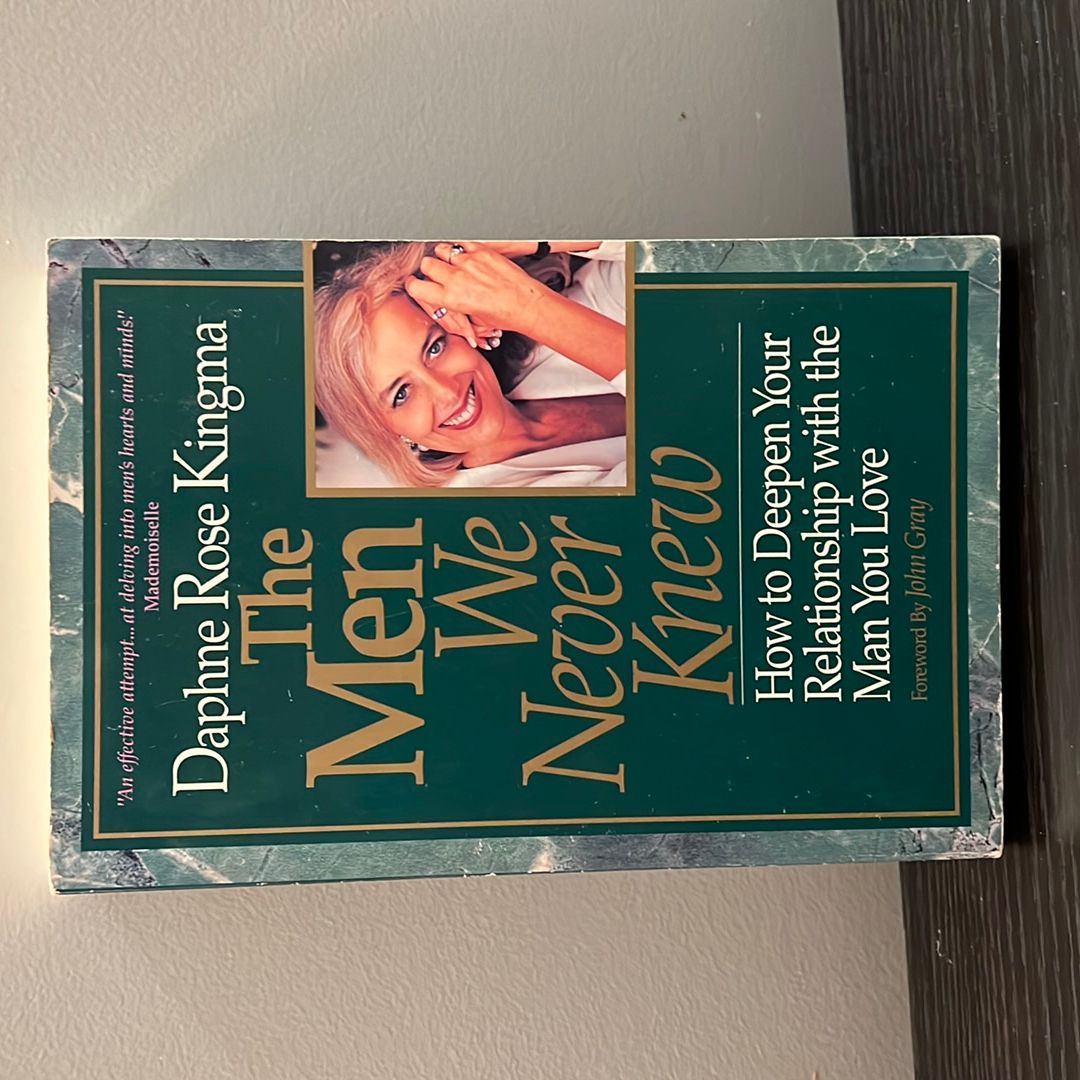 "An effective attempt...at delving into men's hearts and minds."
Mademoiselle
Daphne Rose Kingma
The
Men
We
Never
Knew
How to Deepen Your
Relationship with the
Man You Love
Foreword By John Gray